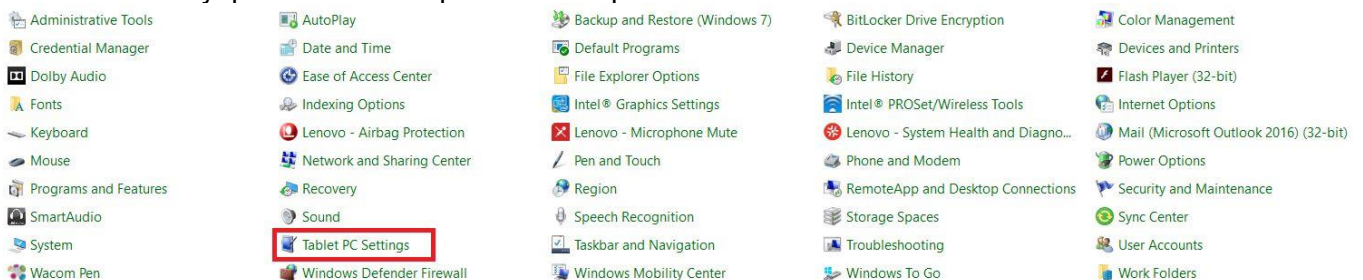 Administrative Tools AutoPlay Backup and Restore (Windows 7) BitLocker Drive Encryption Color Management
Credential Manager Date and Time Default Programs Device Manager Devices and Printers
Dolby Audio Ease of Access Center File Explorer Options File History Flash Player (32-bit)
Fonts Indexing Options Intel® Graphics Settings Intel® PROSet/Wireless Tools Internet Options
Keyboard Lenovo - Airbag Protection Lenovo - Microphone Mute Lenovo - System Health and Diagno... Mail (Microsoft Outlook 2016) (32-bit)
Mouse Network and Sharing Center Pen and Touch Phone and Modem Power Options
Programs and Features Recovery Region RemoteApp and Desktop Connections Security and Maintenance
SmartAudio Sound Speech Recognition Storage Spaces Sync Center
System Tablet PC Settings Taskbar and Navigation Troubleshooting User Accounts
Wacom Pen Windows Defender Firewall Windows Mobility Center Windows To Go Work Folders